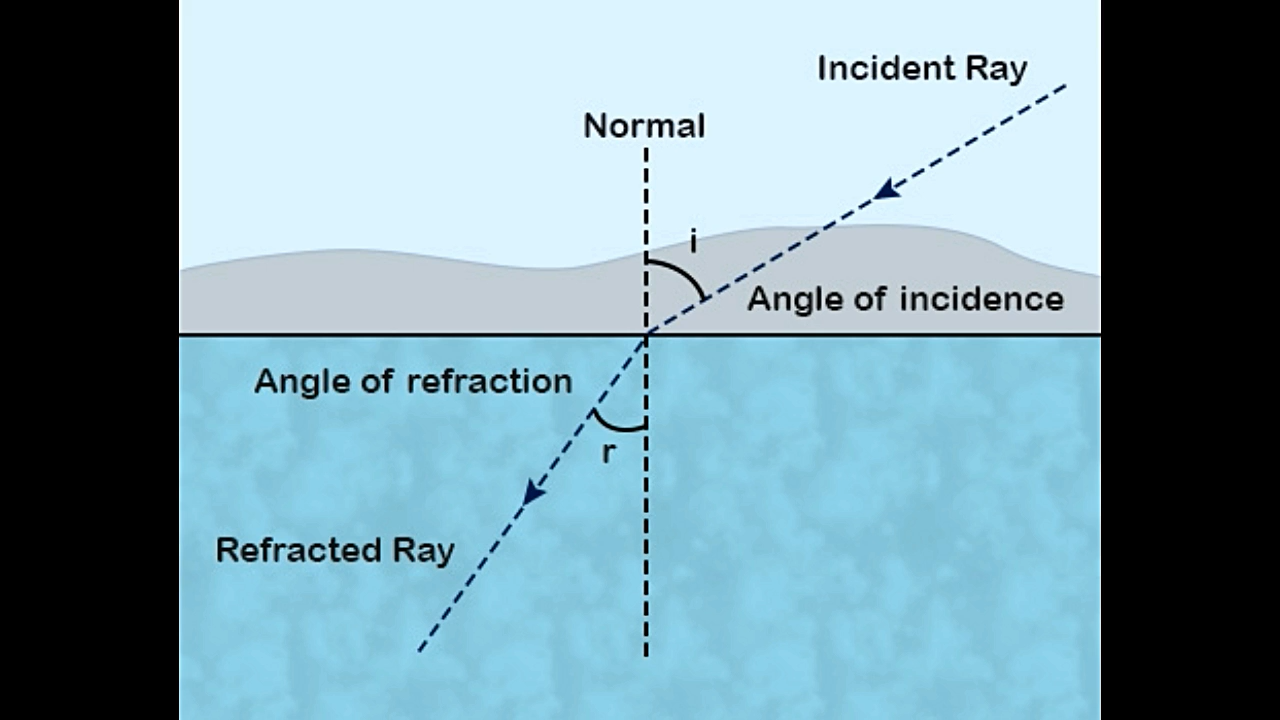 Incident Ray
Normal
i
Angle of incidence
Angle of refraction
r
Refracted Ray